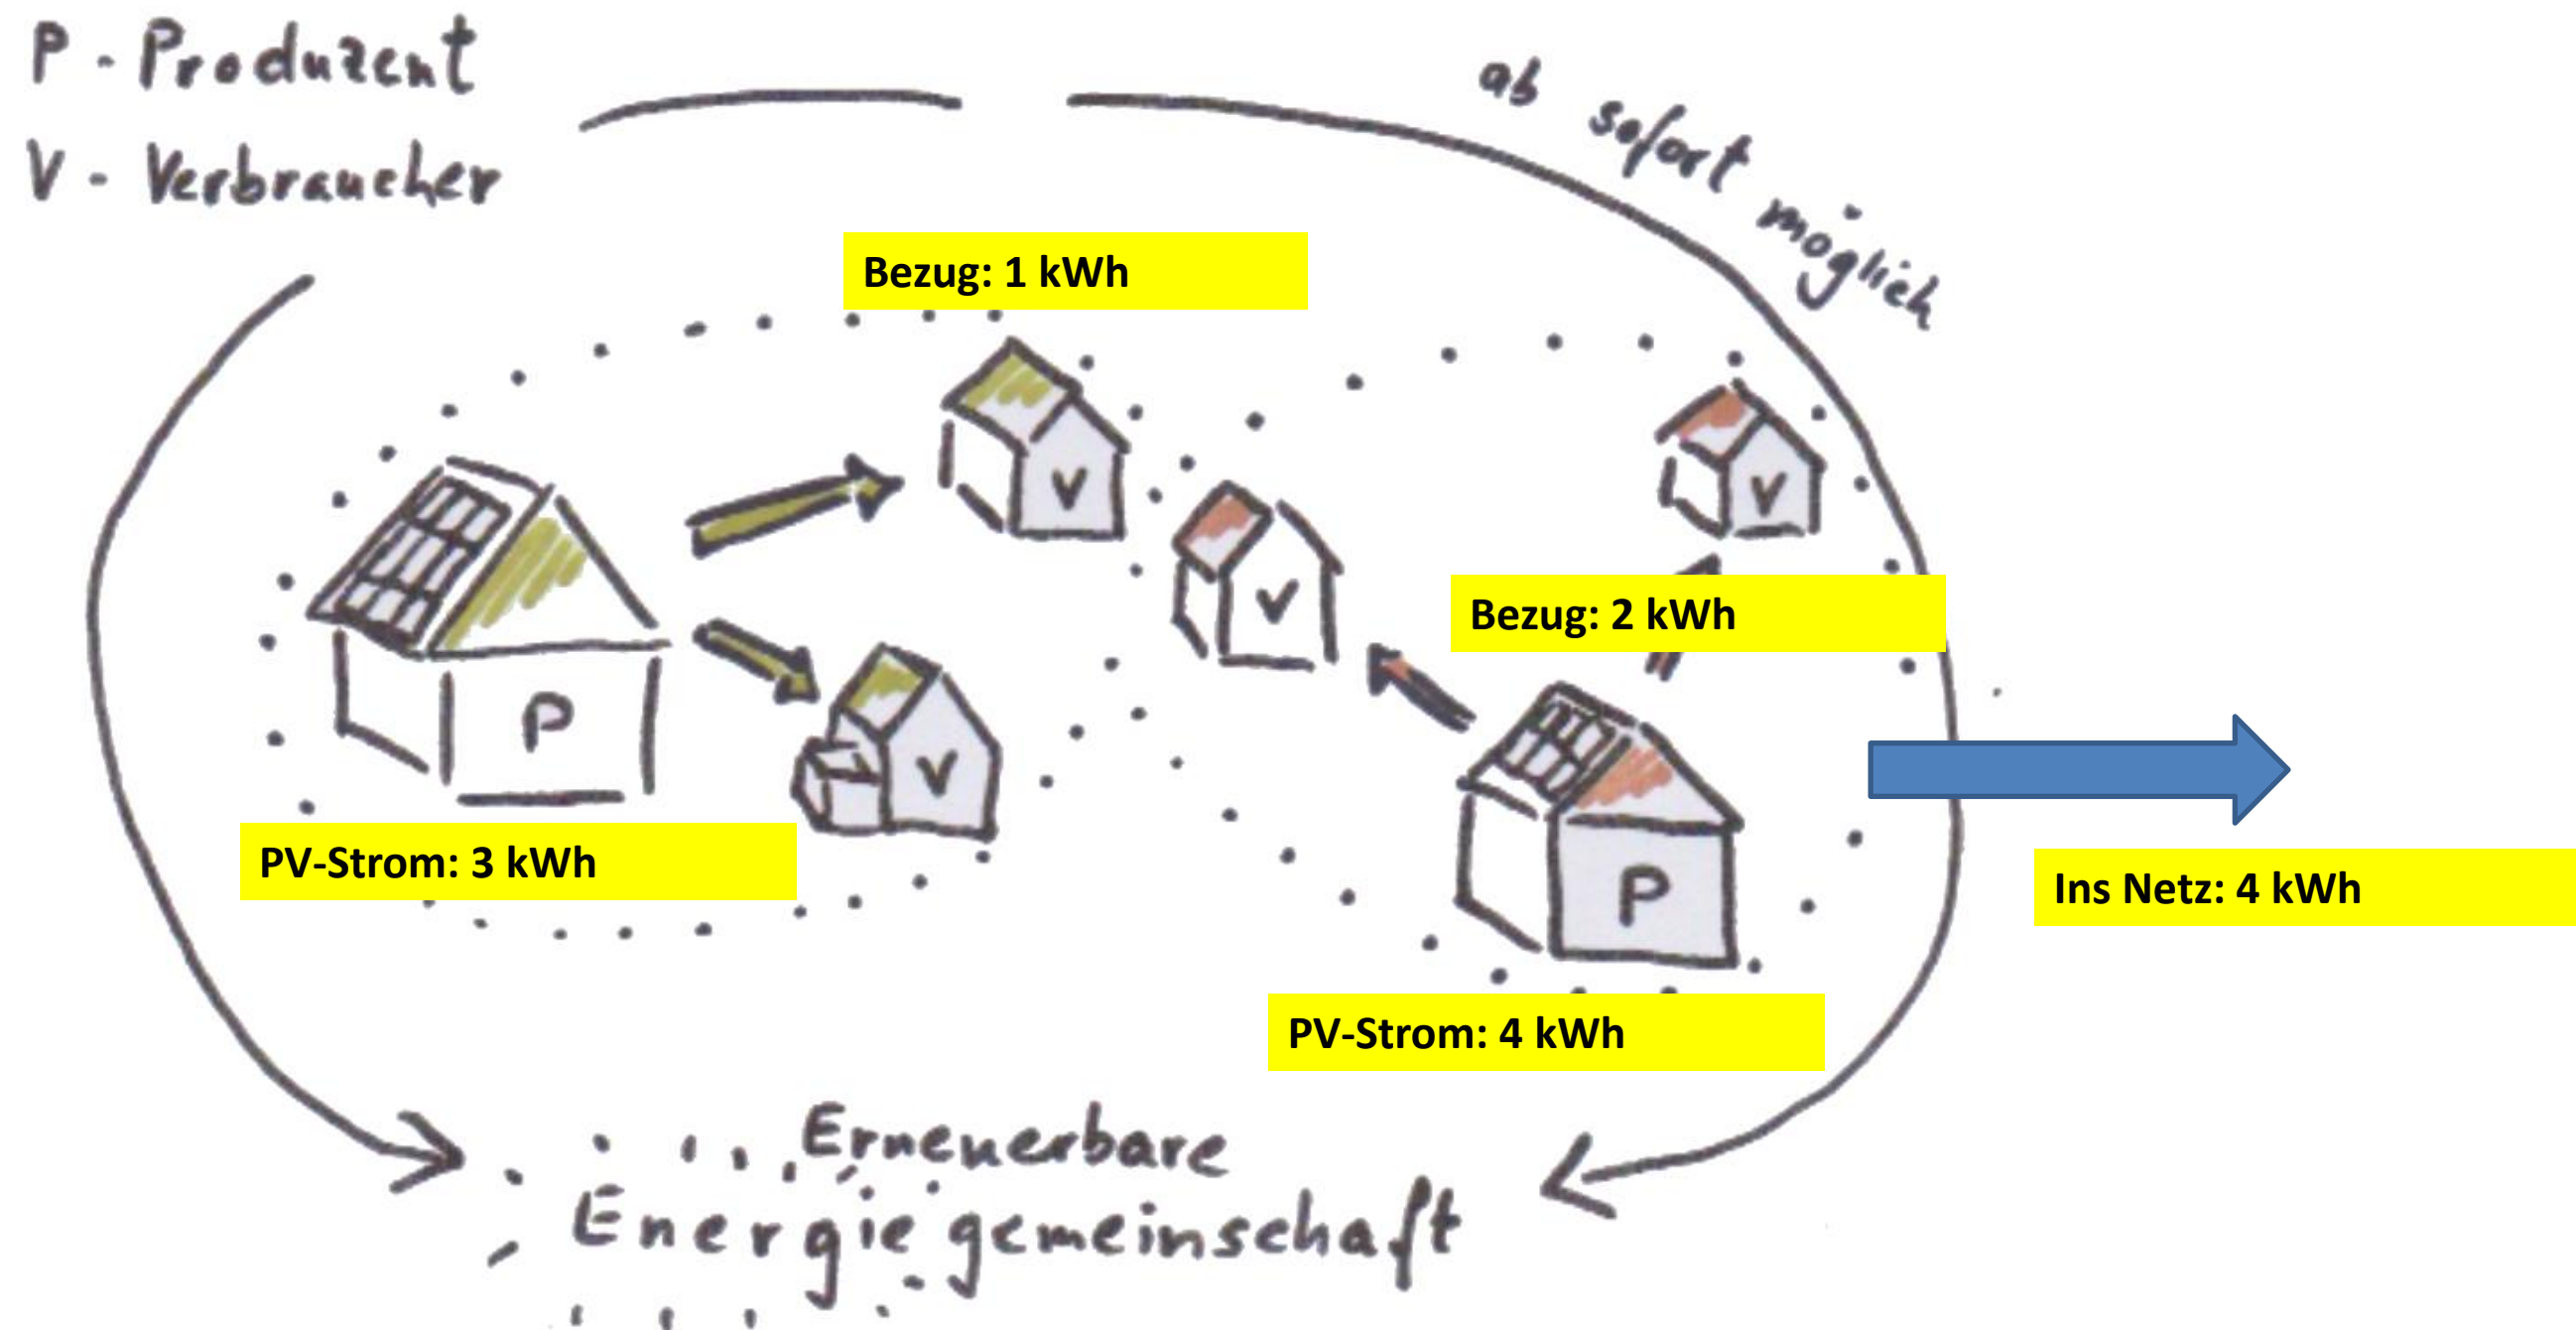 P - Produzent
V - Verbraucher
ab sofort möglich
Bezug: 1 kWh
V
V
V
Bezug: 2 kWh
P
V
P
PV-Strom: 3 kWh
Ins Netz: 4 kWh
PV-Strom: 4 kWh
Erneuerbare
Energiegemeinschaft